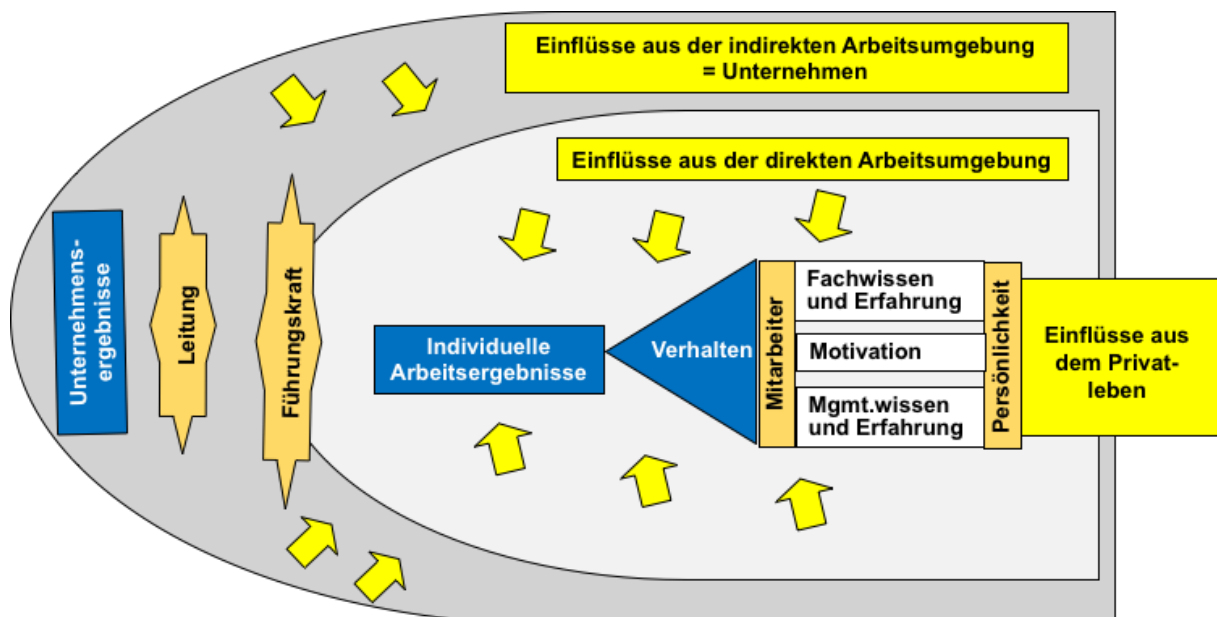 Einflüsse aus der indirekten Arbeitsumgebung
= Unternehmen
Einflüsse aus der direkten Arbeitsumgebung
Unternehmens-
ergebnisse
Leitung
Führungskraft
Individuelle
Arbeitsergebnisse
Verhalten
Mitarbeiter
Fachwissen
und Erfahrung
Motivation
Mgmt.wissen
und Erfahrung
Persönlichkeit
Einflüsse aus
dem Privat-
leben